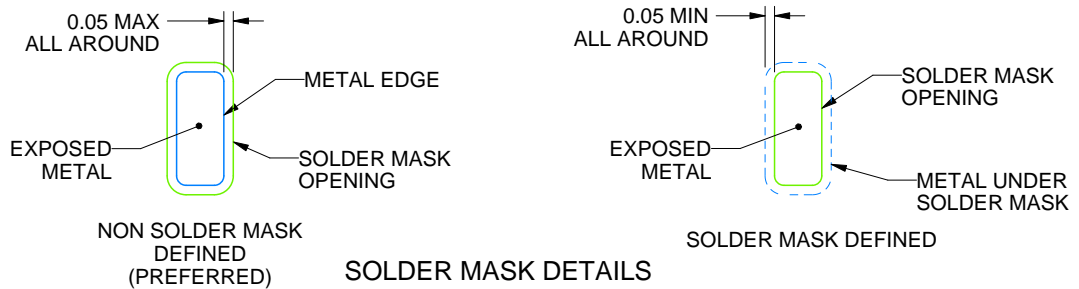 0.05 MAX
ALL AROUND
METAL EDGE
EXPOSED
METAL
SOLDER MASK
OPENING
NON SOLDER MASK
DEFINED
(PREFERRED)
0.05 MIN
ALL AROUND
SOLDER MASK
OPENING
EXPOSED
METAL
METAL UNDER
SOLDER MASK
SOLDER MASK DEFINED
SOLDER MASK DETAILS